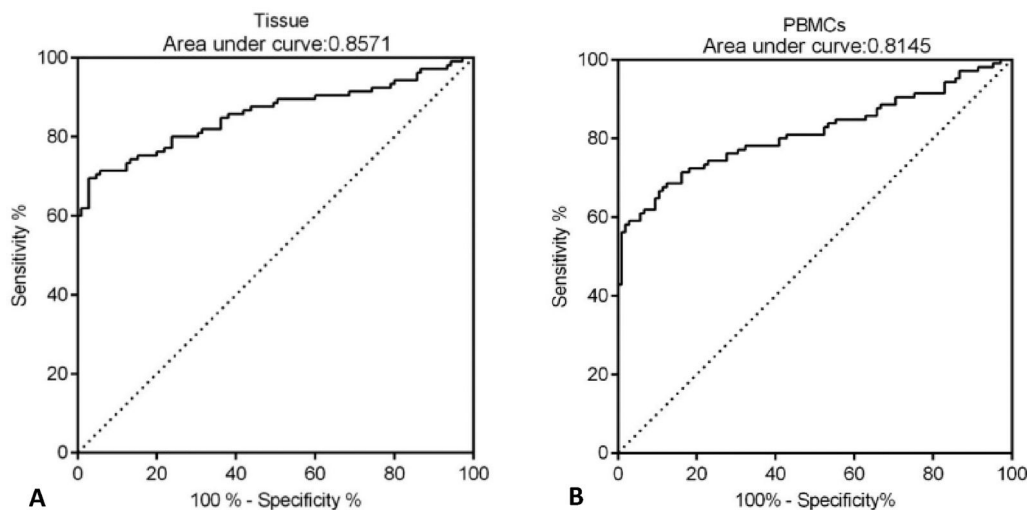 Tissue
Area under curve:0.8571
100
80
60
40
20
0
Sensitivity %
0 20 40 60 80 100
100 % - Specificity %
A
PBMCs
Area under curve:0.8145
100
80
60
40
20
0
Sensitivity %
0 20 40 60 80 100
100% - Specificity%
B